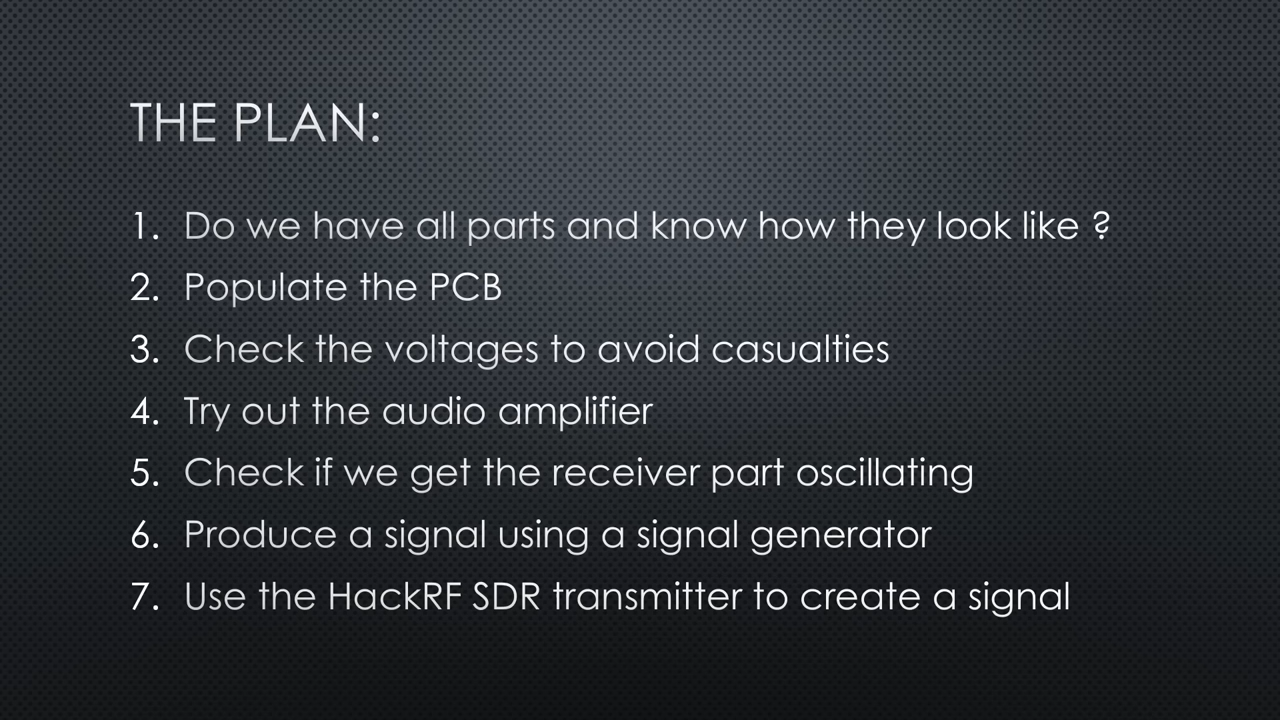 THE PLAN:
1. Do we have all parts and know how they look like ?
2. Populate the PCB
3. Check the voltages to avoid casualties
4. Try out the audio amplifier
5. Check if we get the receiver part oscillating
6. Produce a signal using a signal generator
7. Use the HackRF SDR transmitter to create a signal